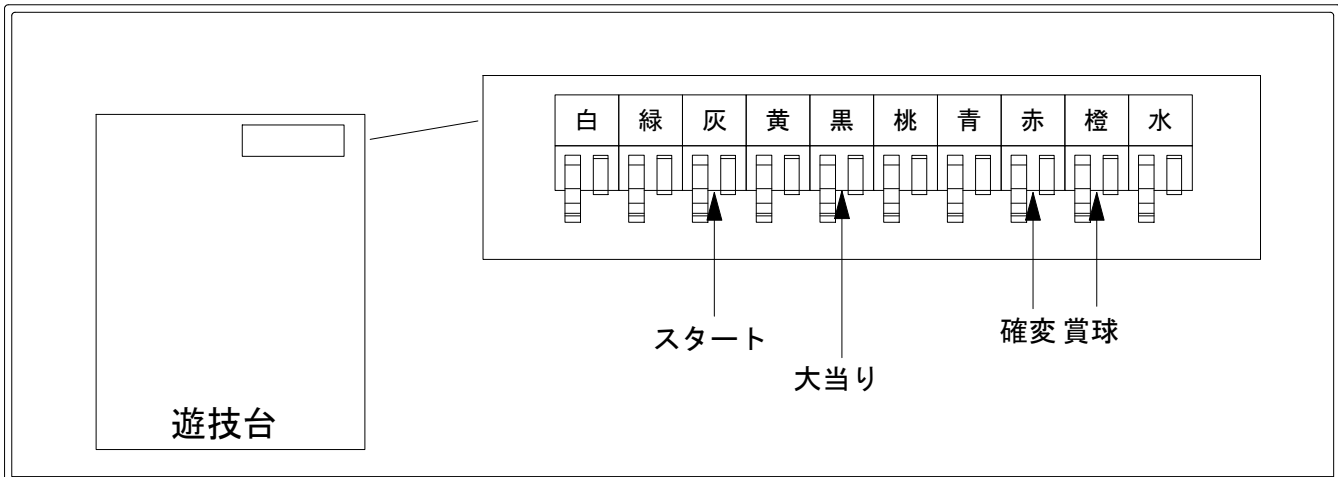 白 緑 灰 黄 黒 桃 青 赤 橙 水
スタート
大当り
確変 賞球
遊技台